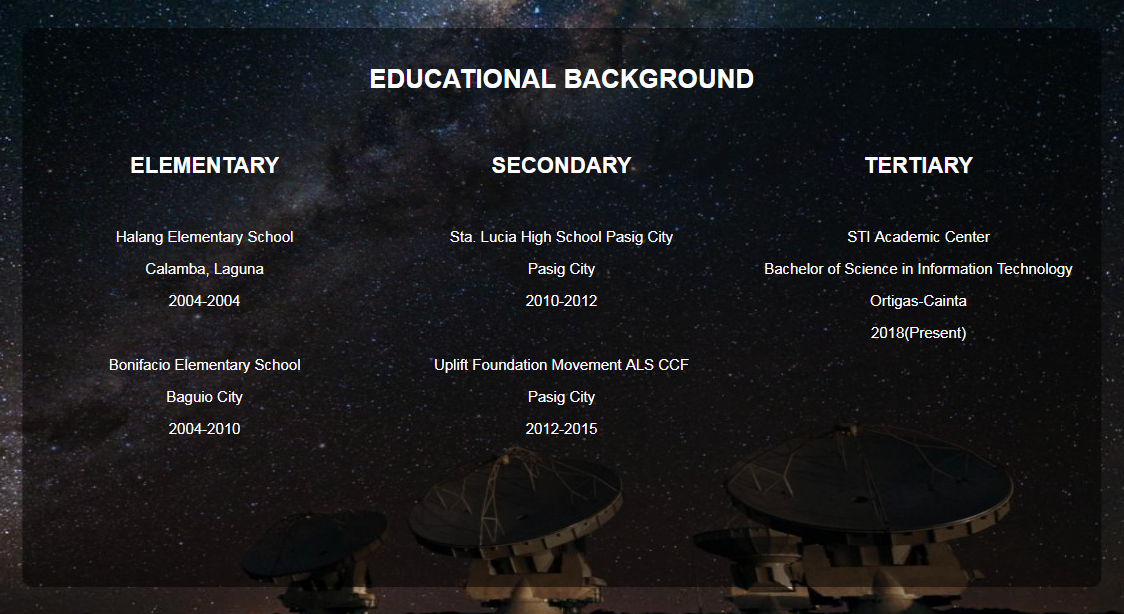 EDUCATIONAL BACKGROUND
ELEMENTARY
Halang Elementary School
Calamba, Laguna
2004-2004
Bonifacio Elementary School
Baguio City
2004-2010
SECONDARY
Sta. Lucia High School Pasig City
Pasig City
2010-2012
Uplift Foundation Movement ALS CCF
Pasig City
2012-2015
TERTIARY
STI Academic Center
Bachelor of Science in Information Technology
Ortigas-Cainta
2018(Present)